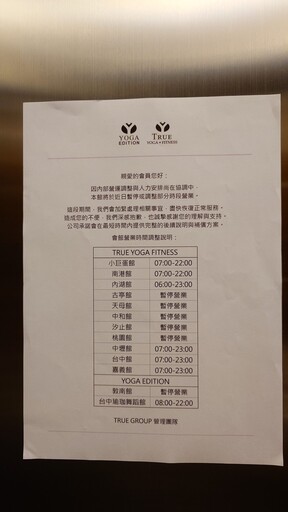 YOGA
EDITION
TRUE
YOGA + FITNESS
親愛的會員您好：
因內部營運調整與人力安排尚在協調中，
本館將於近日暫停或調整部分時段營業。
這段期間，我們會加緊處理相關事宜，盡快恢復正常服務。
造成您的不便，我們深感抱歉，也誠摯感謝您的理解與支持。
公司承諾會在最短時間內提供完整的後續說明與補償方案。
會館營業時間調整說明：
TRUE YOGA FITNESS
小巨蛋館 07:00-22:00
南港館 07:00-22:00
內湖館 06:00-23:00
古亭館 暫停營業
天母館 暫停營業
中和館 暫停營業
汐止館 暫停營業
桃園館 暫停營業
中壢館 07:00-23:00
台中館 07:00-23:00
嘉義館 07:00-23:00
YOGA EDITION
敦南館 暫停營業
台中瑜珈舞蹈館 08:00-22:00
TRUE GROUP 管理團隊